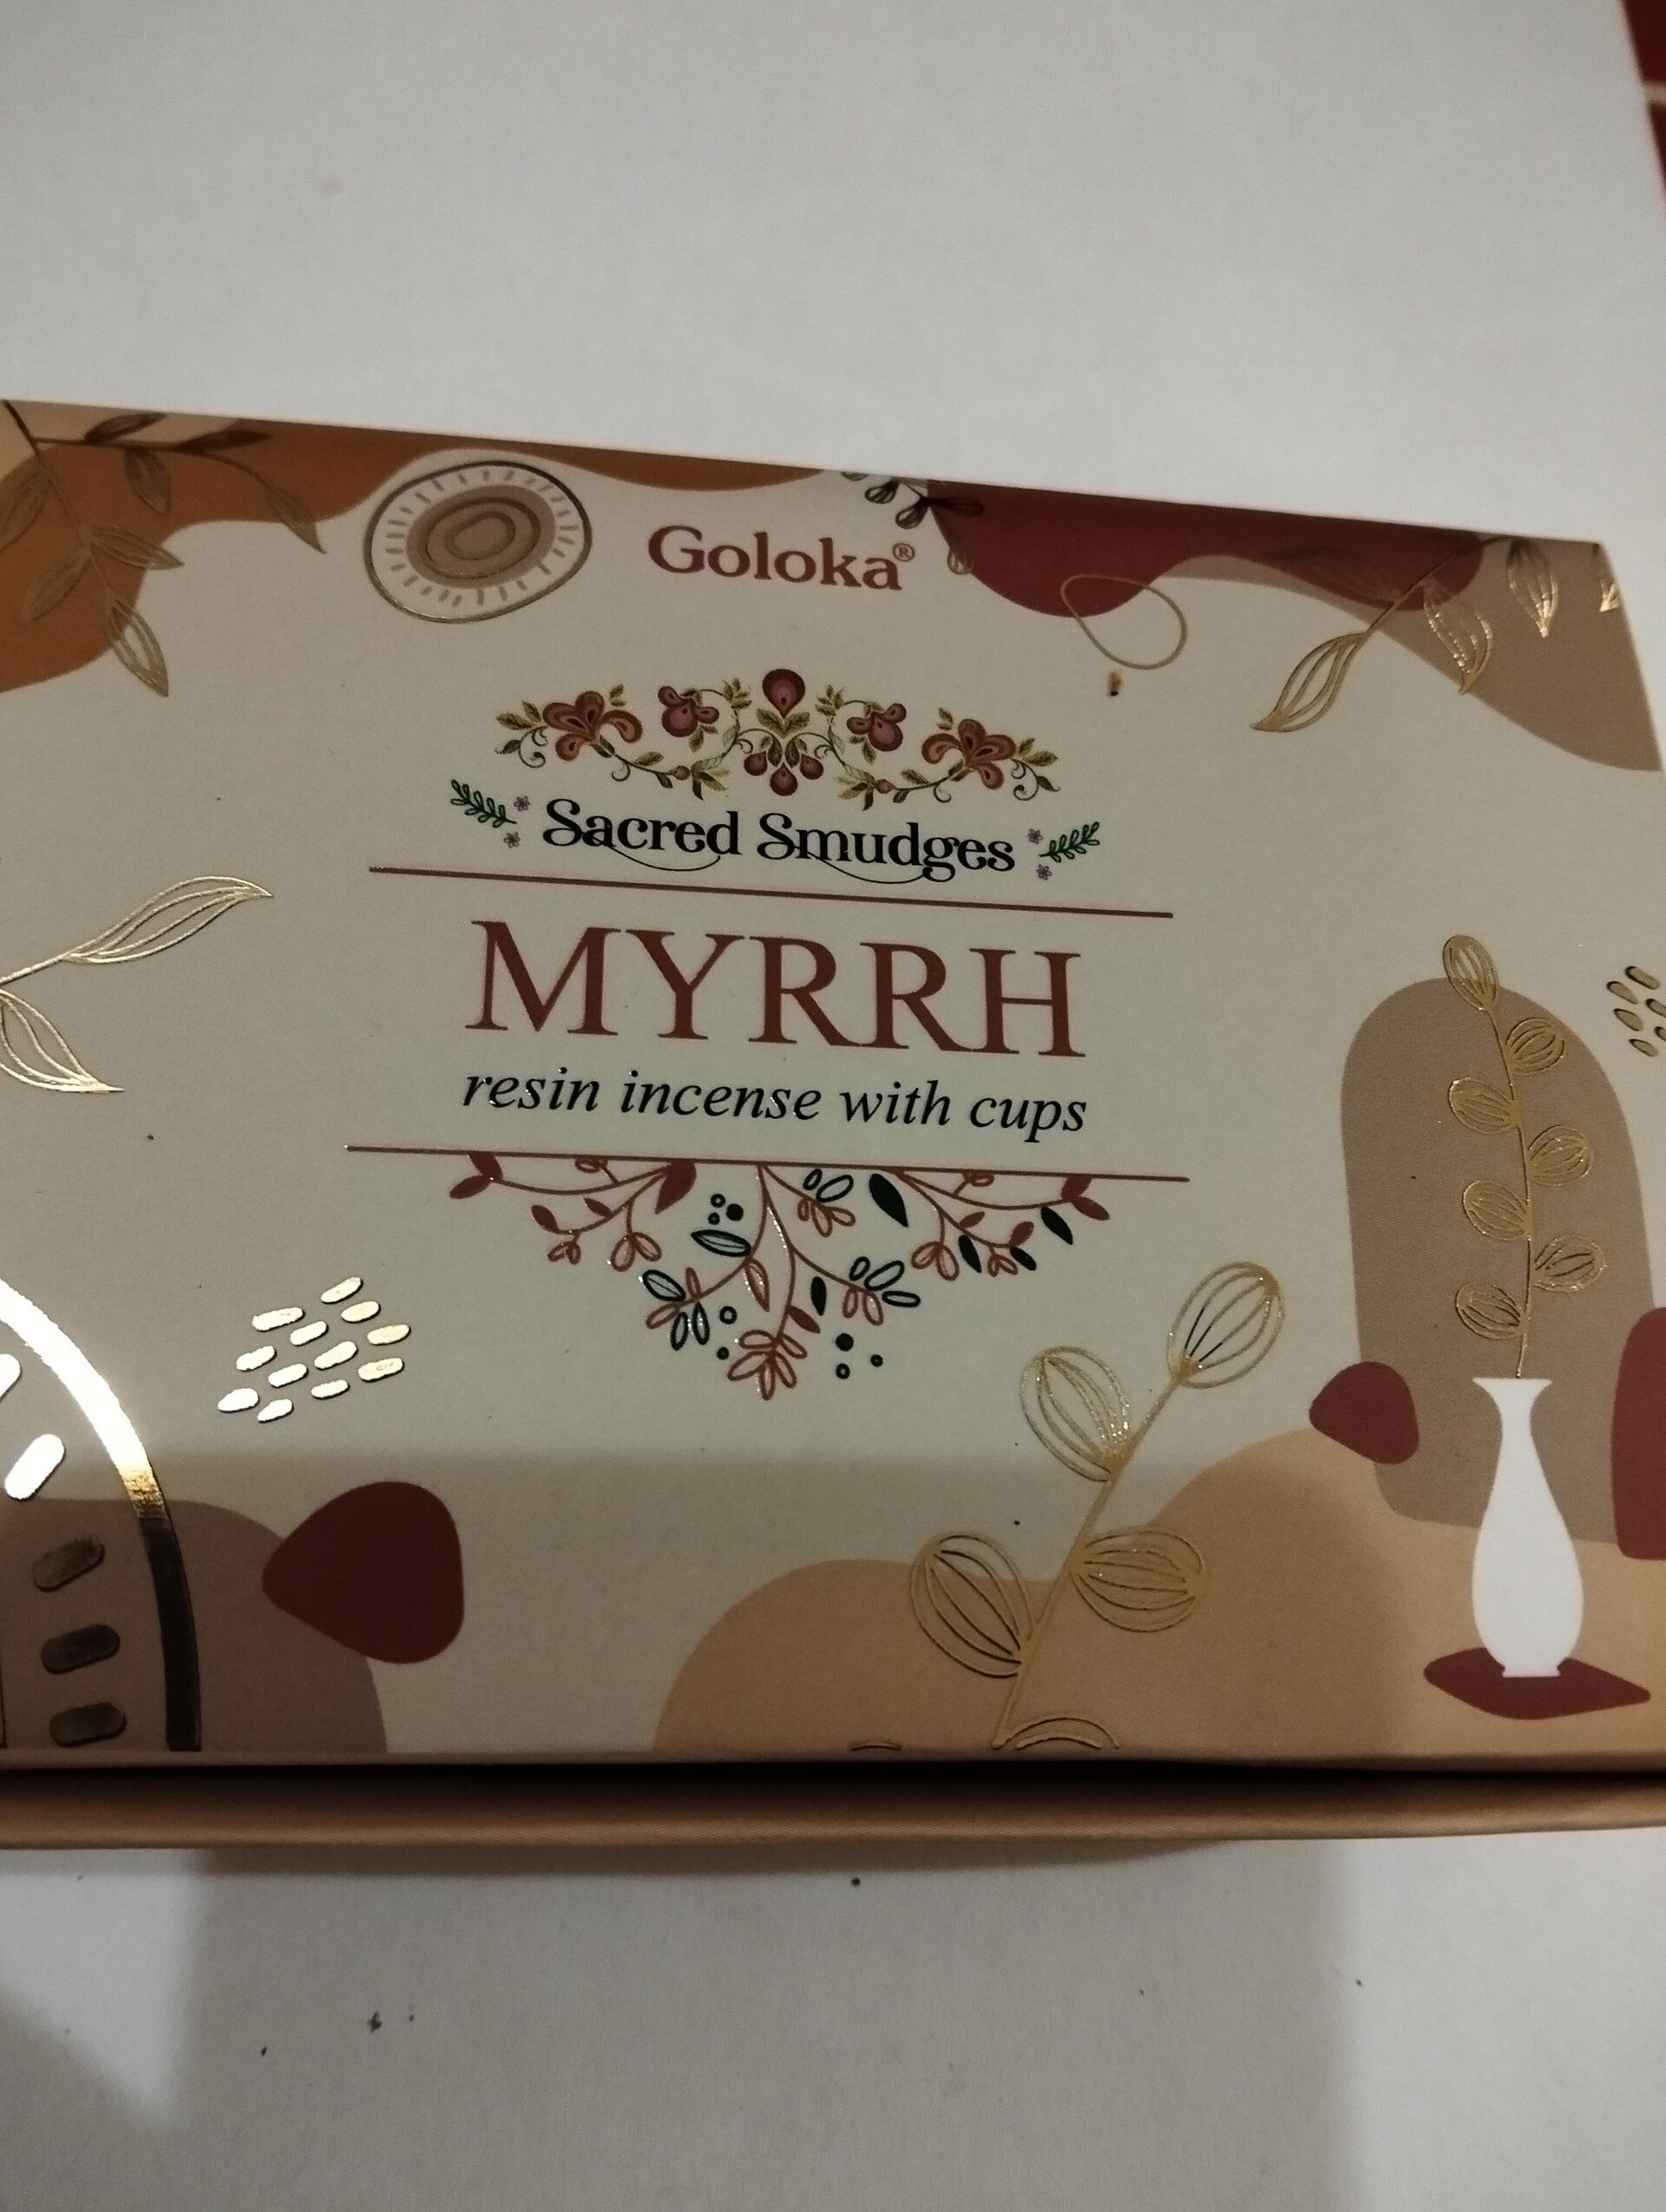 Goloka®
Sacred Smudges
MYRRH
resin incense with cups